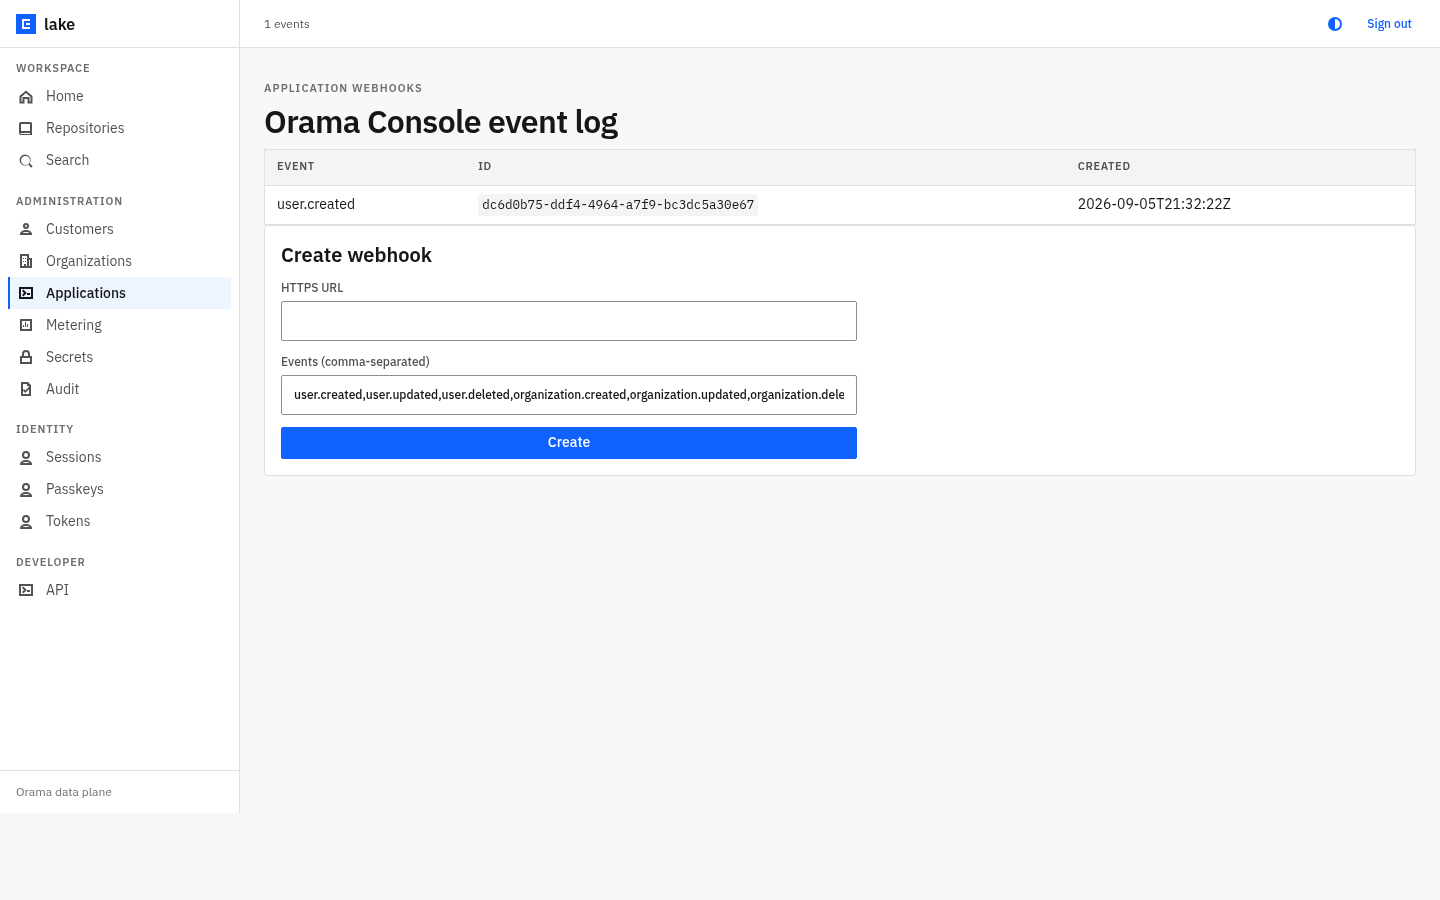 lake
1 events
Sign out
WORKSPACE
Home
Repositories
Search
ADMINISTRATION
Customers
Organizations
Applications
Metering
Secrets
Audit
IDENTITY
Sessions
Passkeys
Tokens
DEVELOPER
API
Orama data plane
APPLICATION WEBHOOKS
Orama Console event log
EVENT ID CREATED
user.created dc6d0b75-ddf4-4964-a7f9-bc3dc5a30e67 2026-09-05T21:32:22Z
Create webhook
HTTPS URL
Events (comma-separated)
user.created,user.updated,user.deleted,organization.created,organization.updated,organization.dele
Create